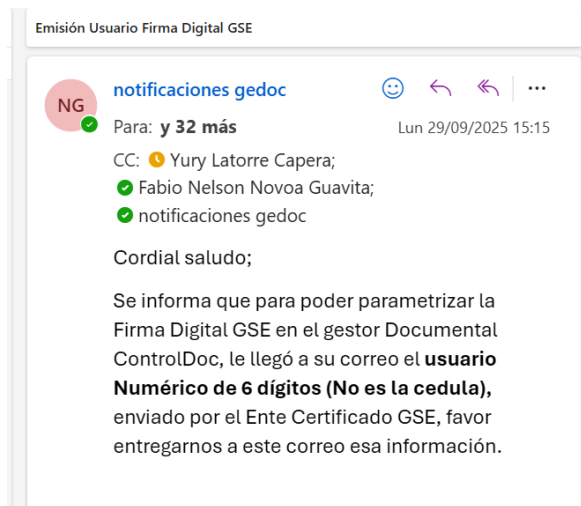 Emisión Usuario Firma Digital GSE
NG
notificaciones gedoc
Para: y 32 más
Lun 29/09/2025 15:15
CC: Yury Latorre Capera;
Fabio Nelson Novoa Guavita;
notificaciones gedoc
Cordial saludo;
Se informa que para poder parametrizar la
Firma Digital GSE en el gestor Documental
ControlDoc, le llegó a su correo el usuario
Numérico de 6 dígitos (No es la cedula),
enviado por el Ente Certificado GSE, favor
entregarnos a este correo esa información.